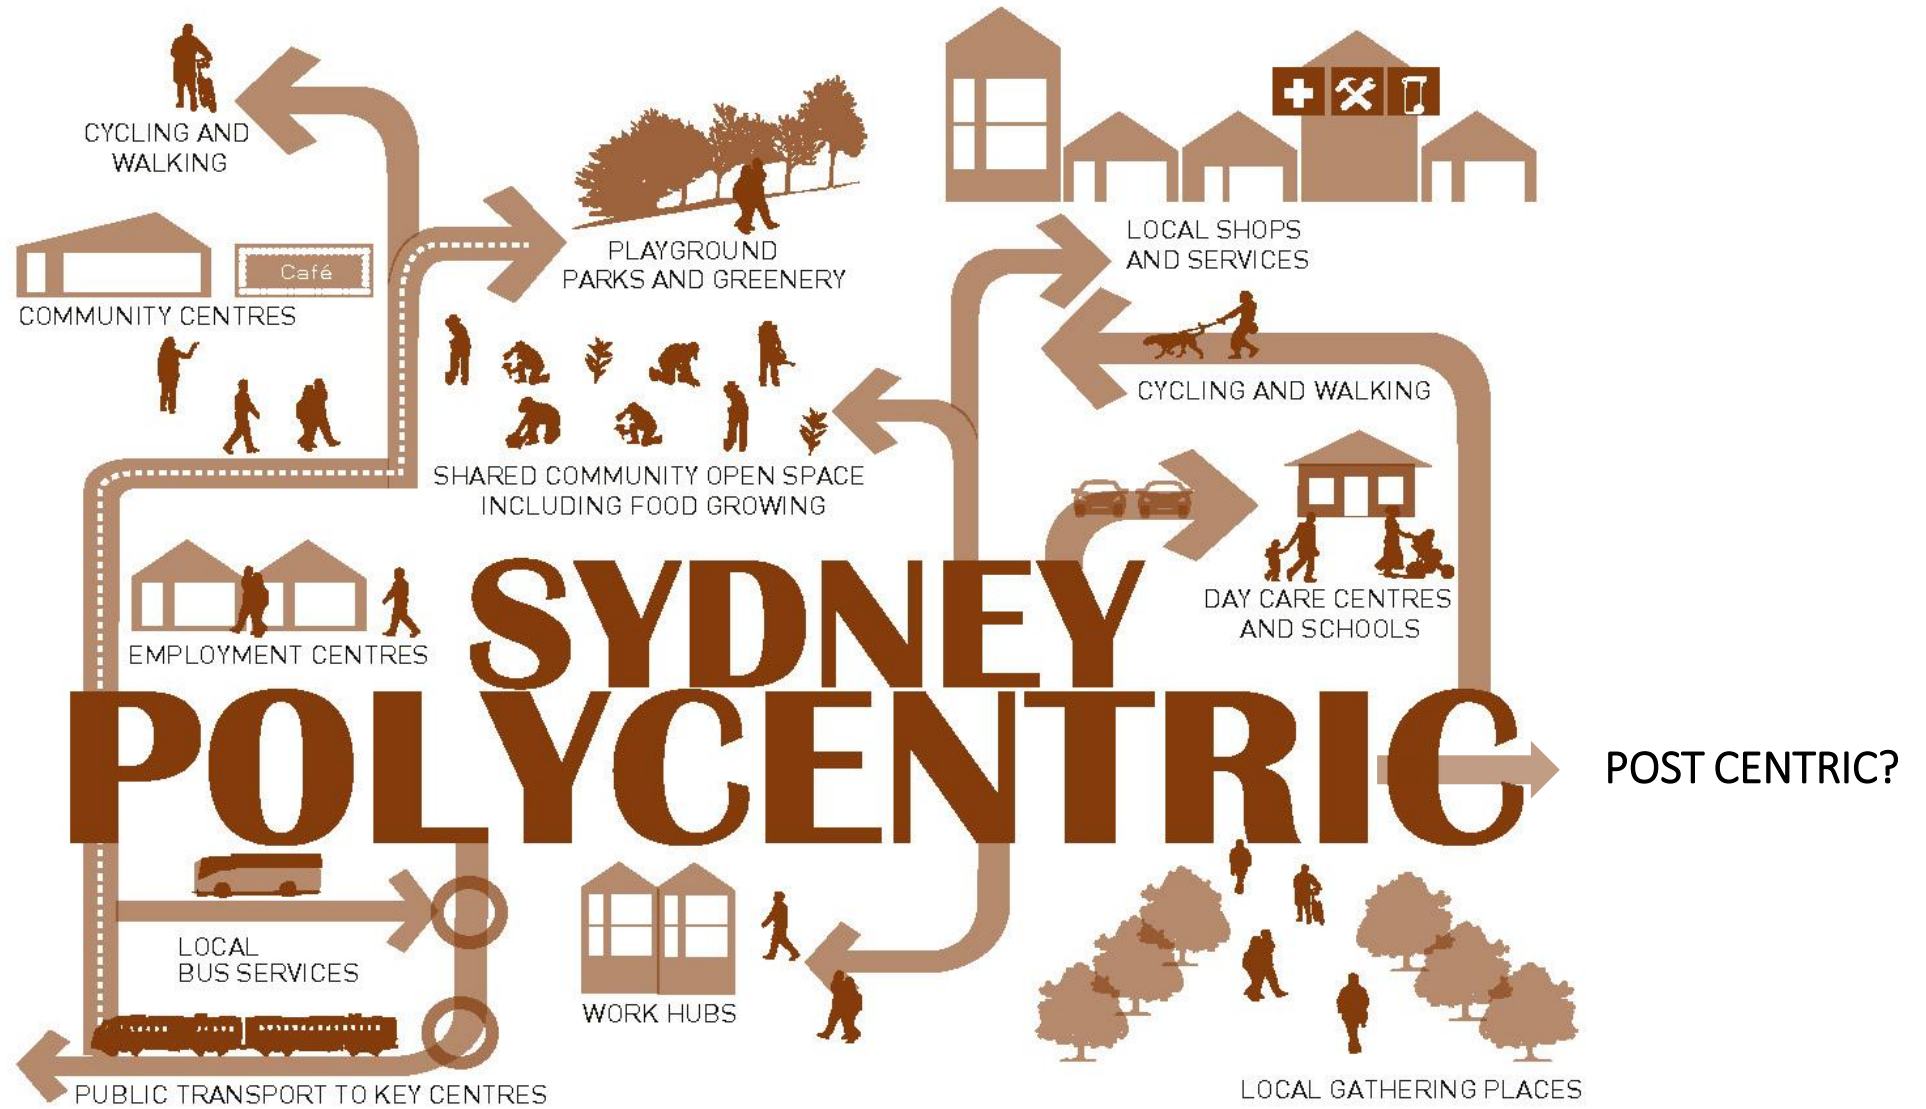 CYCLING AND
WALKING
PLAYGROUND
PARKS AND GREENERY
LOCAL SHOPS
AND SERVICES
Café
COMMUNITY CENTRES
CYCLING AND WALKING
SHARED COMMUNITY OPEN SPACE
INCLUDING FOOD GROWING
DAY CARE CENTRES
AND SCHOOLS
EMPLOYMENT CENTRES
SYDNEY
POLYCENTRIC
POST CENTRIC?
LOCAL
BUS SERVICES
WORK HUBS
PUBLIC TRANSPORT TO KEY CENTRES
LOCAL GATHERING PLACES